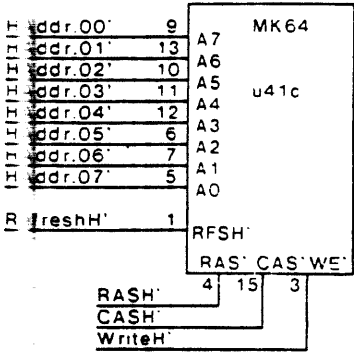 H ddr.00' 9 A7 MK64
H ddr.01' 13 A6
H ddr.02' 10 A5 u41c
H ddr.03' 11 A4
H ddr.04' 12 A3
H ddr.05' 6 A2
H ddr.06' 7 A1
H ddr.07' 5 A0
R freshH' 1 RFSH'
RAS' CAS' WE'
4 15 3
RASH'
CASH'
WriteH'